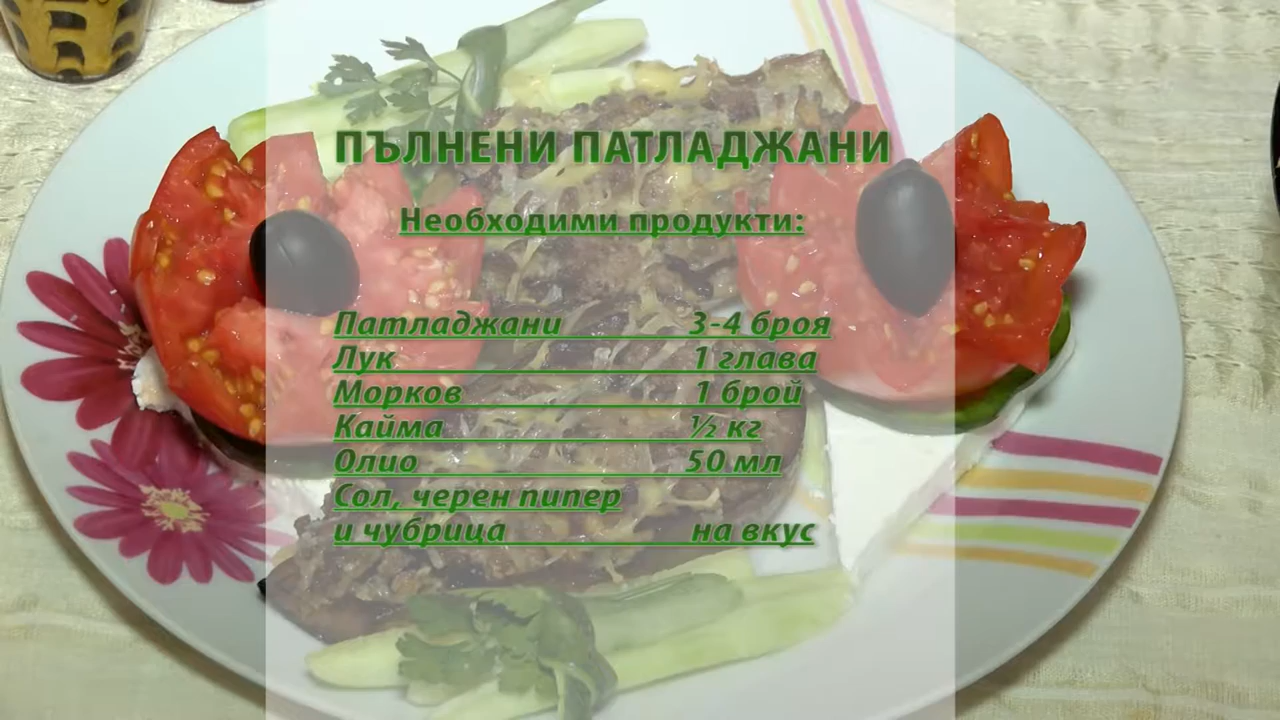 ПЪЛНЕНИ ПАТЛАДЖАНИ
Необходими продукти:
Патладжани 3-4 броя
Лук 1 глава
Морков 1 брой
Кайма ½ кг
Олио 50 мл
Сол, черен пипер
и чубрица на вкус